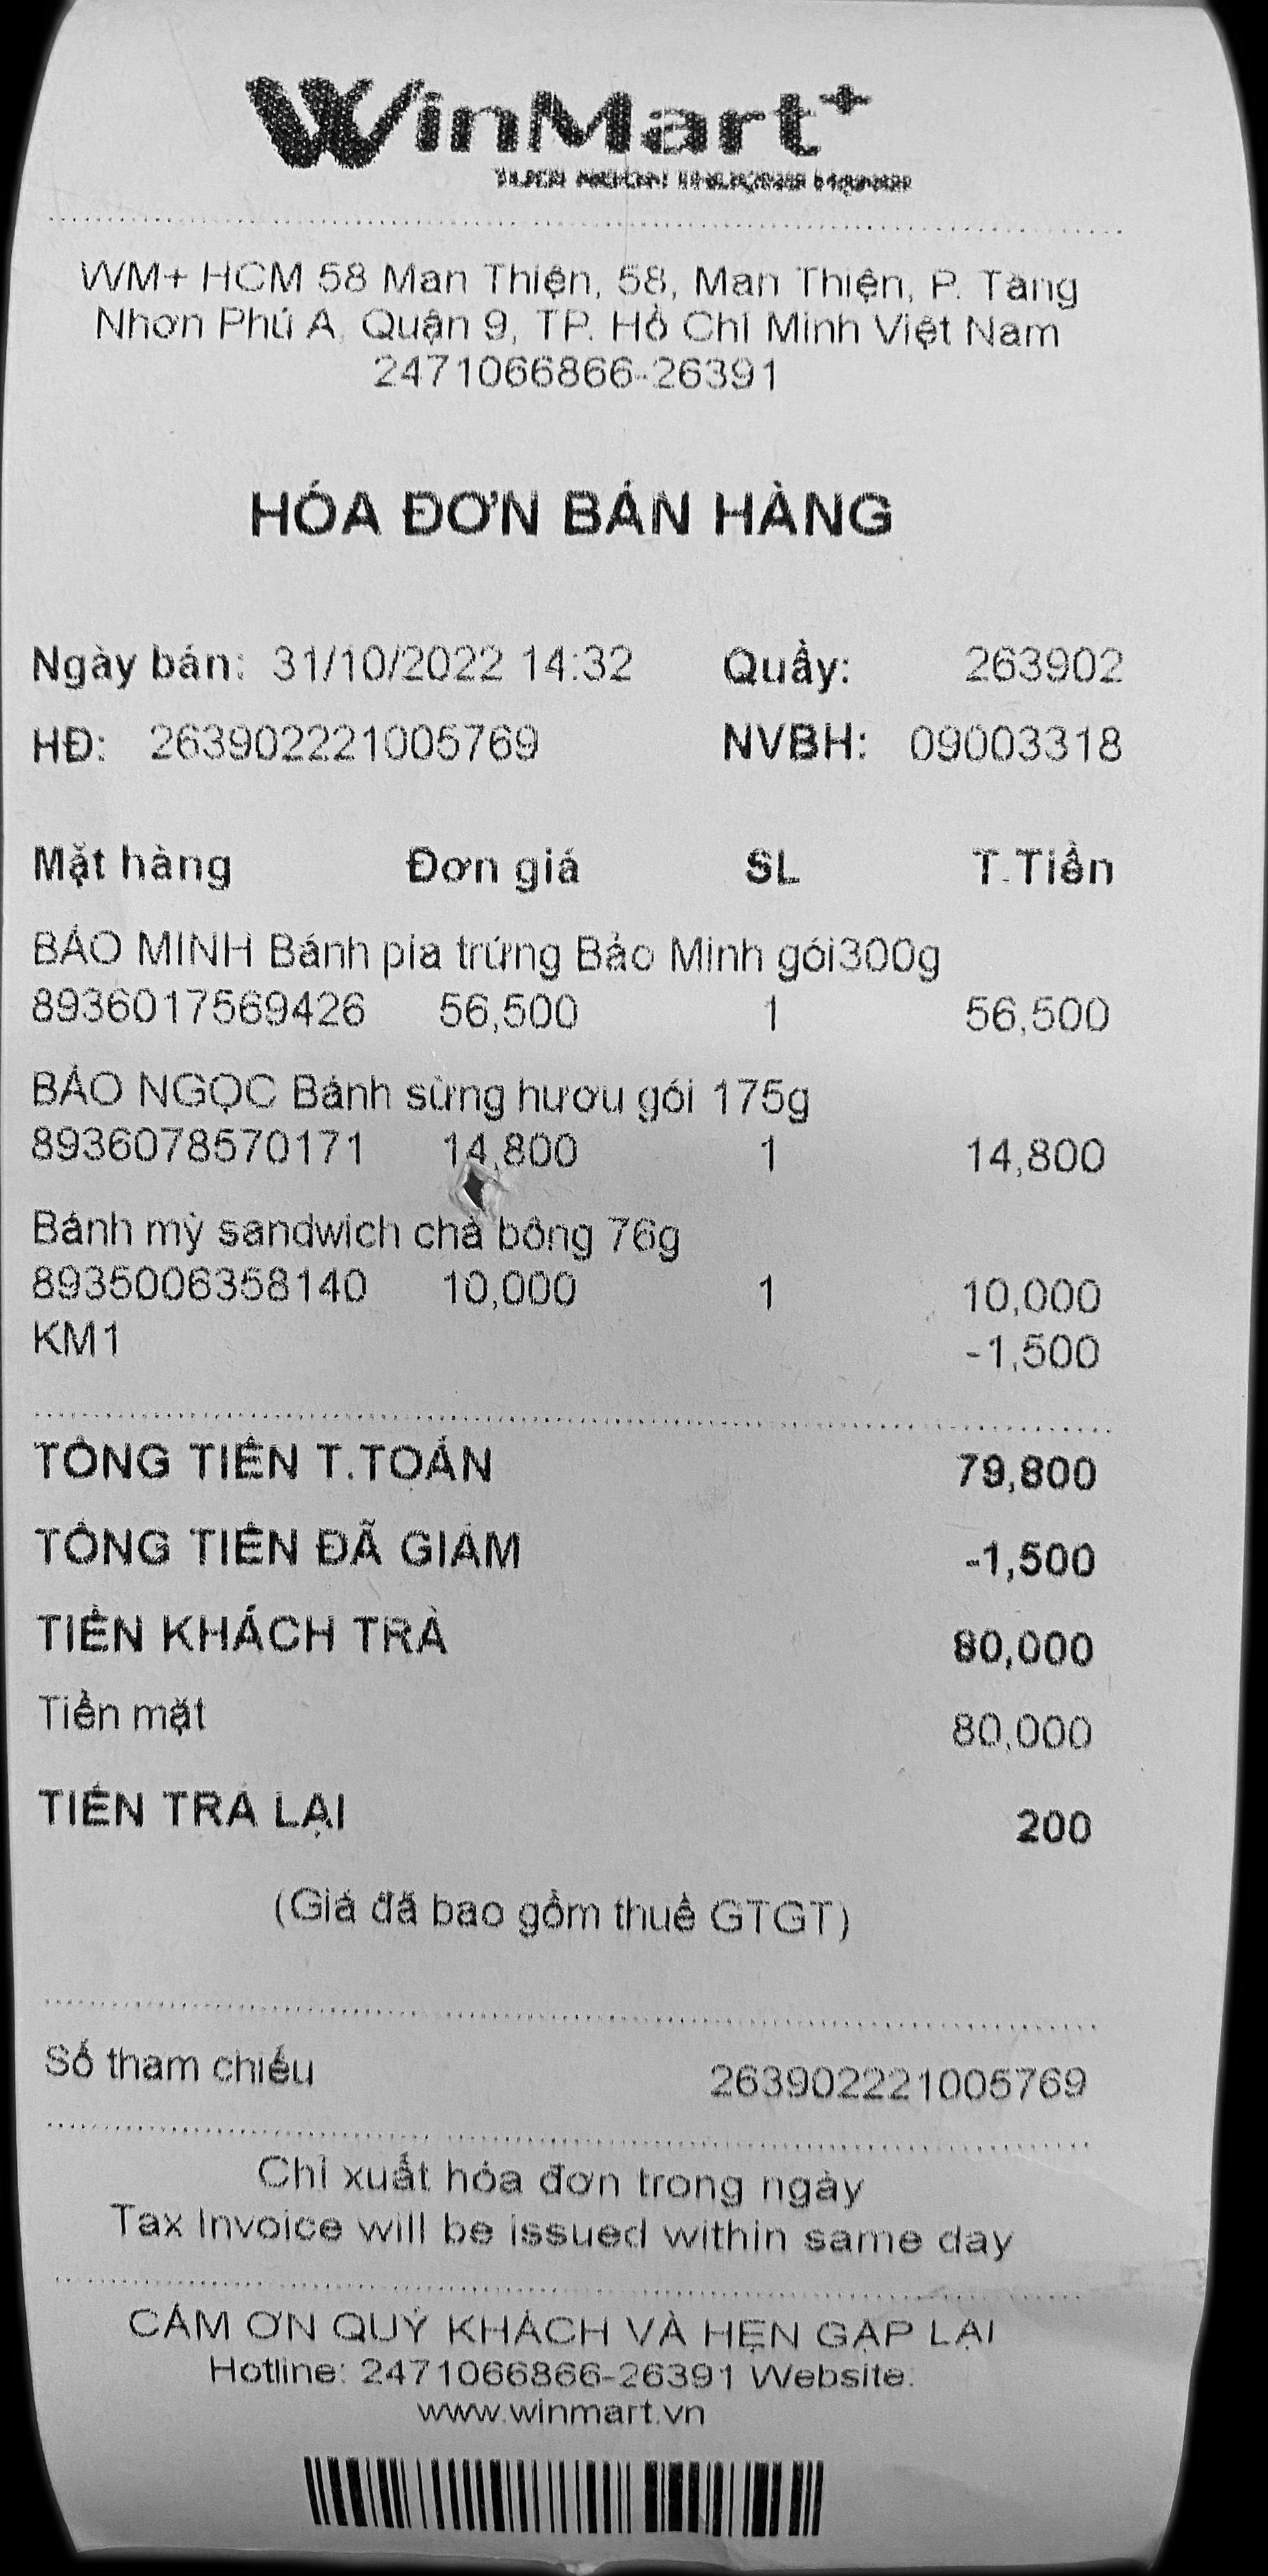 WinMart+
WM+ HCM 58 Man Thiện, 58, Man Thiện, P. Tăng
Nhơn Phú A, Quận 9, TP. Hồ Chí Minh Việt Nam
2471066866-26391
HÓA ĐƠN BÁN HÀNG
Ngày bán: 31/10/2022 14:32 Quầy: 263902
HĐ: 263902221005769 NVBH: 09003318
Mặt hàng Đơn giá SL T.Tiền
BẢO MINH Bánh pía trứng Bảo Minh gói300g
8936017569426 56,500 1 56,500
BẢO NGỌC Bánh sừng hươu gói 175g
8936078570171 14,800 1 14,800
Bánh mỳ sandwich chà bông 76g
8935006358140 10,000 1 10,000
KM1 -1,500
TỔNG TIỀN T.TOÁN 79,800
TỔNG TIỀN ĐÃ GIẢM -1,500
TIỀN KHÁCH TRẢ 80,000
Tiền mặt 80,000
TIỀN TRẢ LẠI 200
(Giá đã bao gồm thuế GTGT)
Số tham chiếu 263902221005769
Chỉ xuất hóa đơn trong ngày
Tax Invoice will be issued within same day
CẢM ƠN QUÝ KHÁCH VÀ HẸN GẶP LẠI
Hotline: 2471066866-26391 Website:
www.winmart.vn